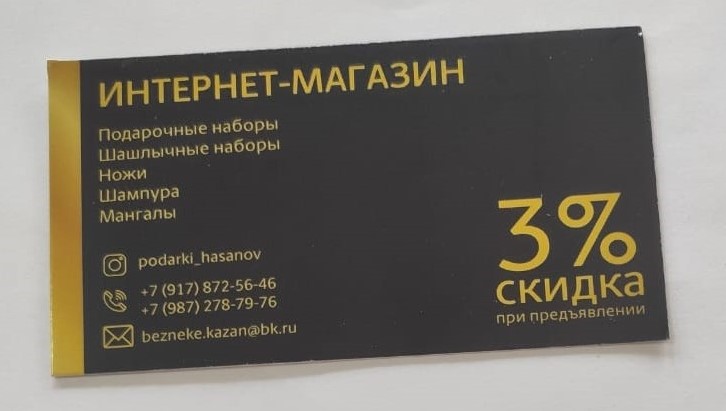 ИНТЕРНЕТ-МАГАЗИН
Подарочные наборы
Шашлычные наборы
Ножи
Шампура
Мангалы
podarki_hasanov
+7 (917) 872-56-46
+7 (987) 278-79-76
bezneke.kazan@bk.ru
3%
скидка
при предъявлении